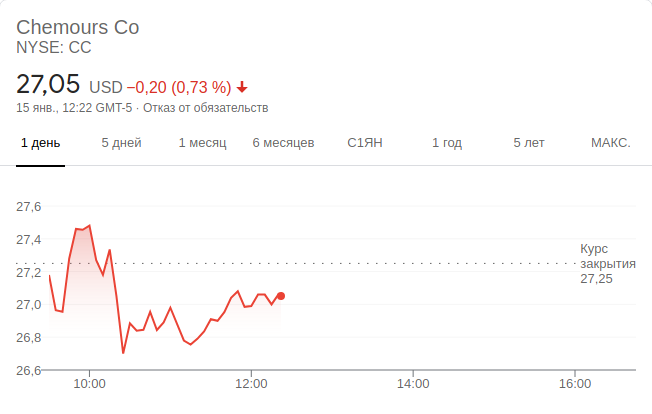 Chemours Co
NYSE: CC
27,05 USD −0,20 (0,73 %)
15 янв., 12:22 GMT-5 · Отказ от обязательств
1 день 5 дней 1 месяц 6 месяцев С1ЯН 1 год 5 лет МАКС.
27,6
27,4
27,2
27,0
26,8
26,6
Курс
закрытия
27,25
10:00 12:00 14:00 16:00